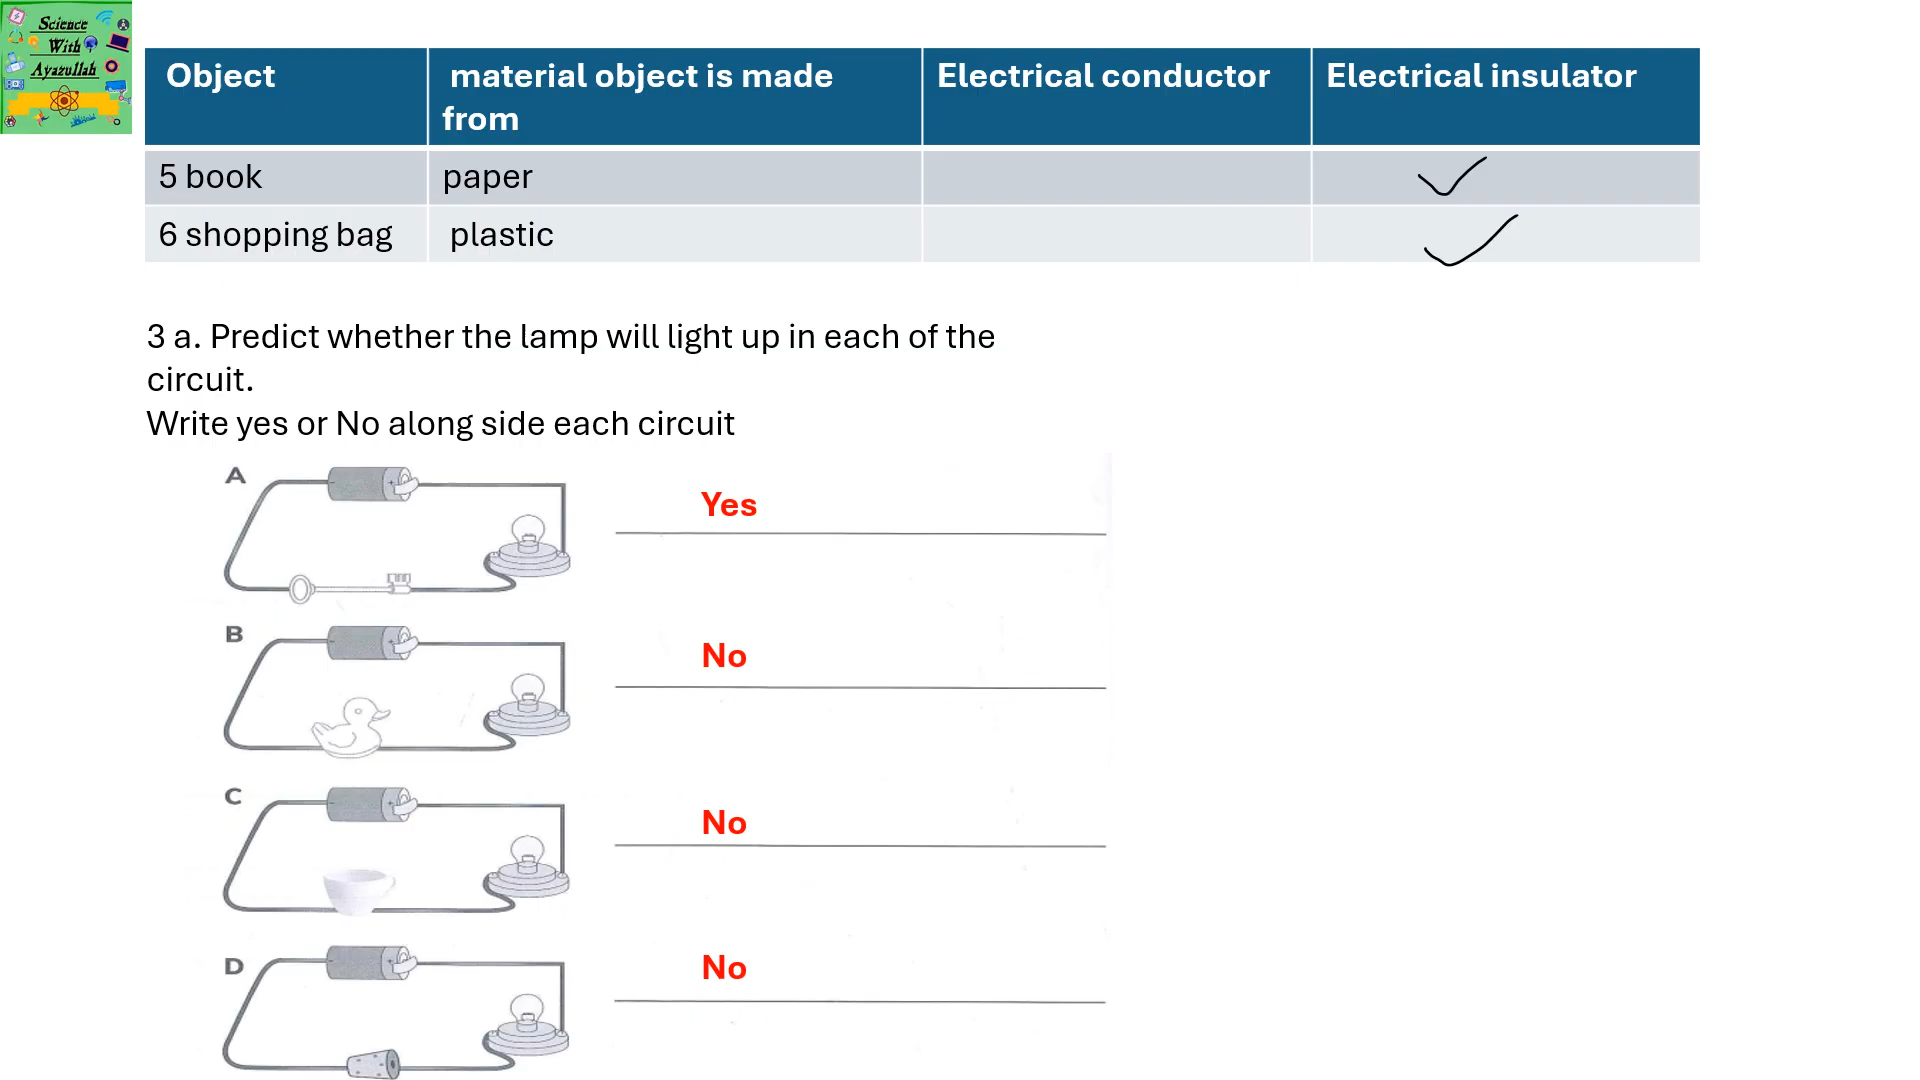 Science
With
Ayazullah
Object
material object is made from
Electrical conductor
Electrical insulator
5 book
paper
6 shopping bag
plastic
3 a. Predict whether the lamp will light up in each of the
circuit.
Write yes or No along side each circuit
A
Yes
B
No
C
No
D
No